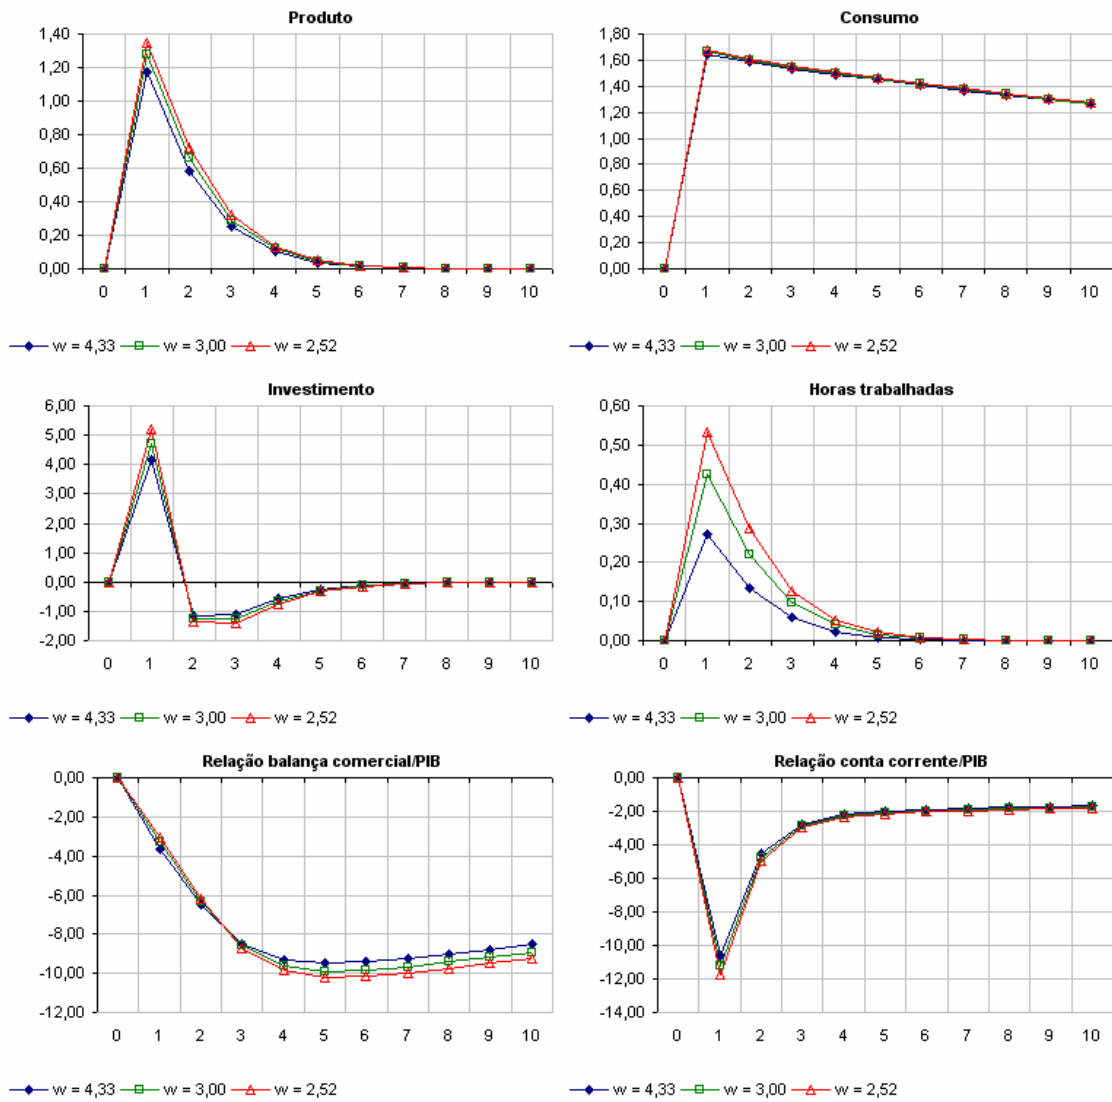 Produto
1,40
1,20
1,00
0,80
0,60
0,40
0,20
0,00
0 1 2 3 4 5 6 7 8 9 10
w = 4,33 w = 3,00 w = 2,52
Consumo
1,80
1,60
1,40
1,20
1,00
0,80
0,60
0,40
0,20
0,00
0 1 2 3 4 5 6 7 8 9 10
w = 4,33 w = 3,00 w = 2,52
Investimento
6,00
5,00
4,00
3,00
2,00
1,00
0,00
-1,00
-2,00
0 1 2 3 4 5 6 7 8 9 10
w = 4,33 w = 3,00 w = 2,52
Horas trabalhadas
0,60
0,50
0,40
0,30
0,20
0,10
0,00
0 1 2 3 4 5 6 7 8 9 10
w = 4,33 w = 3,00 w = 2,52
Relação balança comercial/PIB
0,00
-2,00
-4,00
-6,00
-8,00
-10,00
-12,00
0 1 2 3 4 5 6 7 8 9 10
w = 4,33 w = 3,00 w = 2,52
Relação conta corrente/PIB
0,00
-2,00
-4,00
-6,00
-8,00
-10,00
-12,00
-14,00
0 1 2 3 4 5 6 7 8 9 10
w = 4,33 w = 3,00 w = 2,52